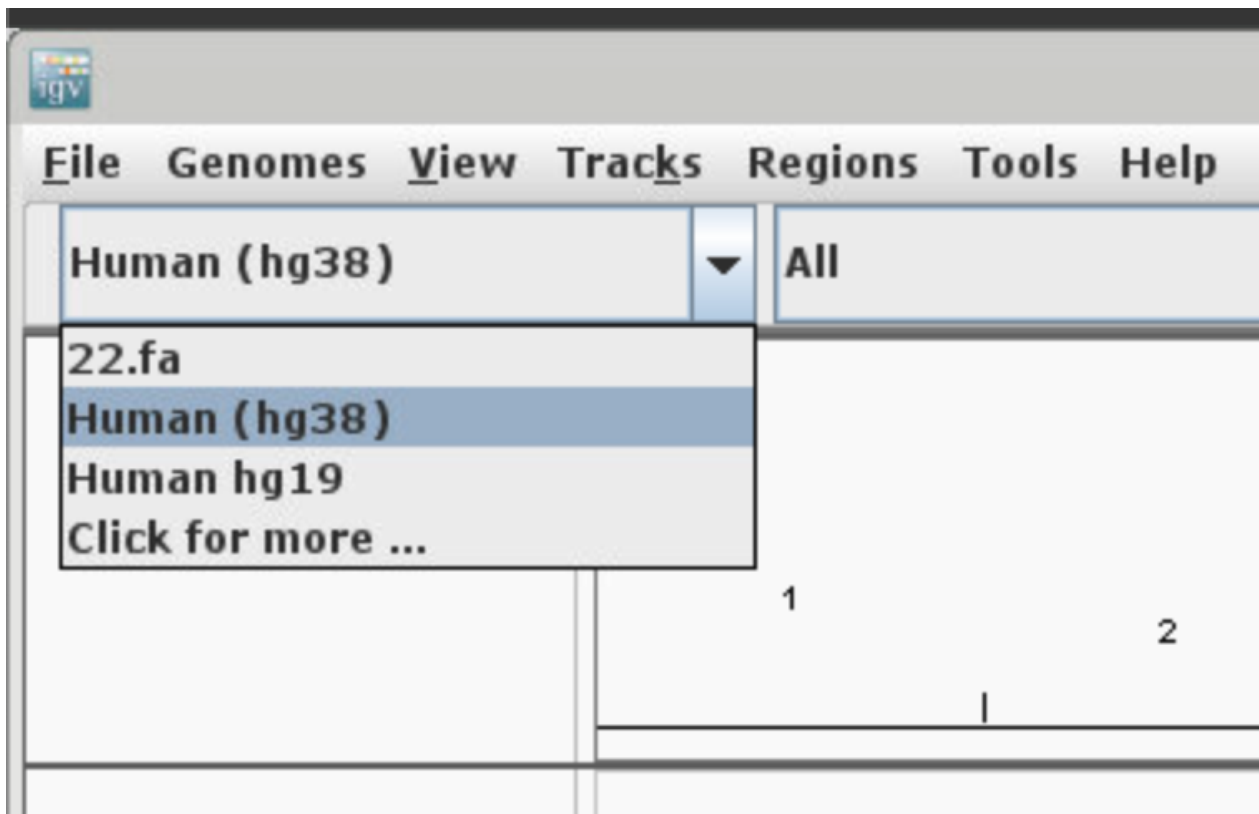 igv
File Genomes View Tracks Regions Tools Help
Human (hg38) All
22.fa
Human (hg38)
Human hg19
Click for more ...
1
2